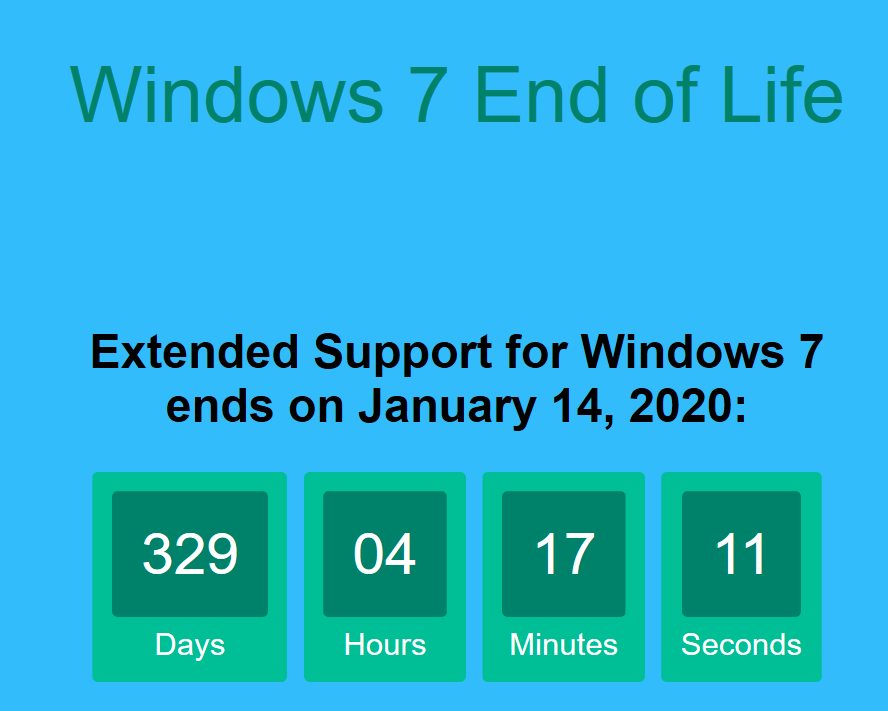 Windows 7 End of Life
Extended Support for Windows 7
ends on January 14, 2020:
329 04 17 11
Days Hours Minutes Seconds